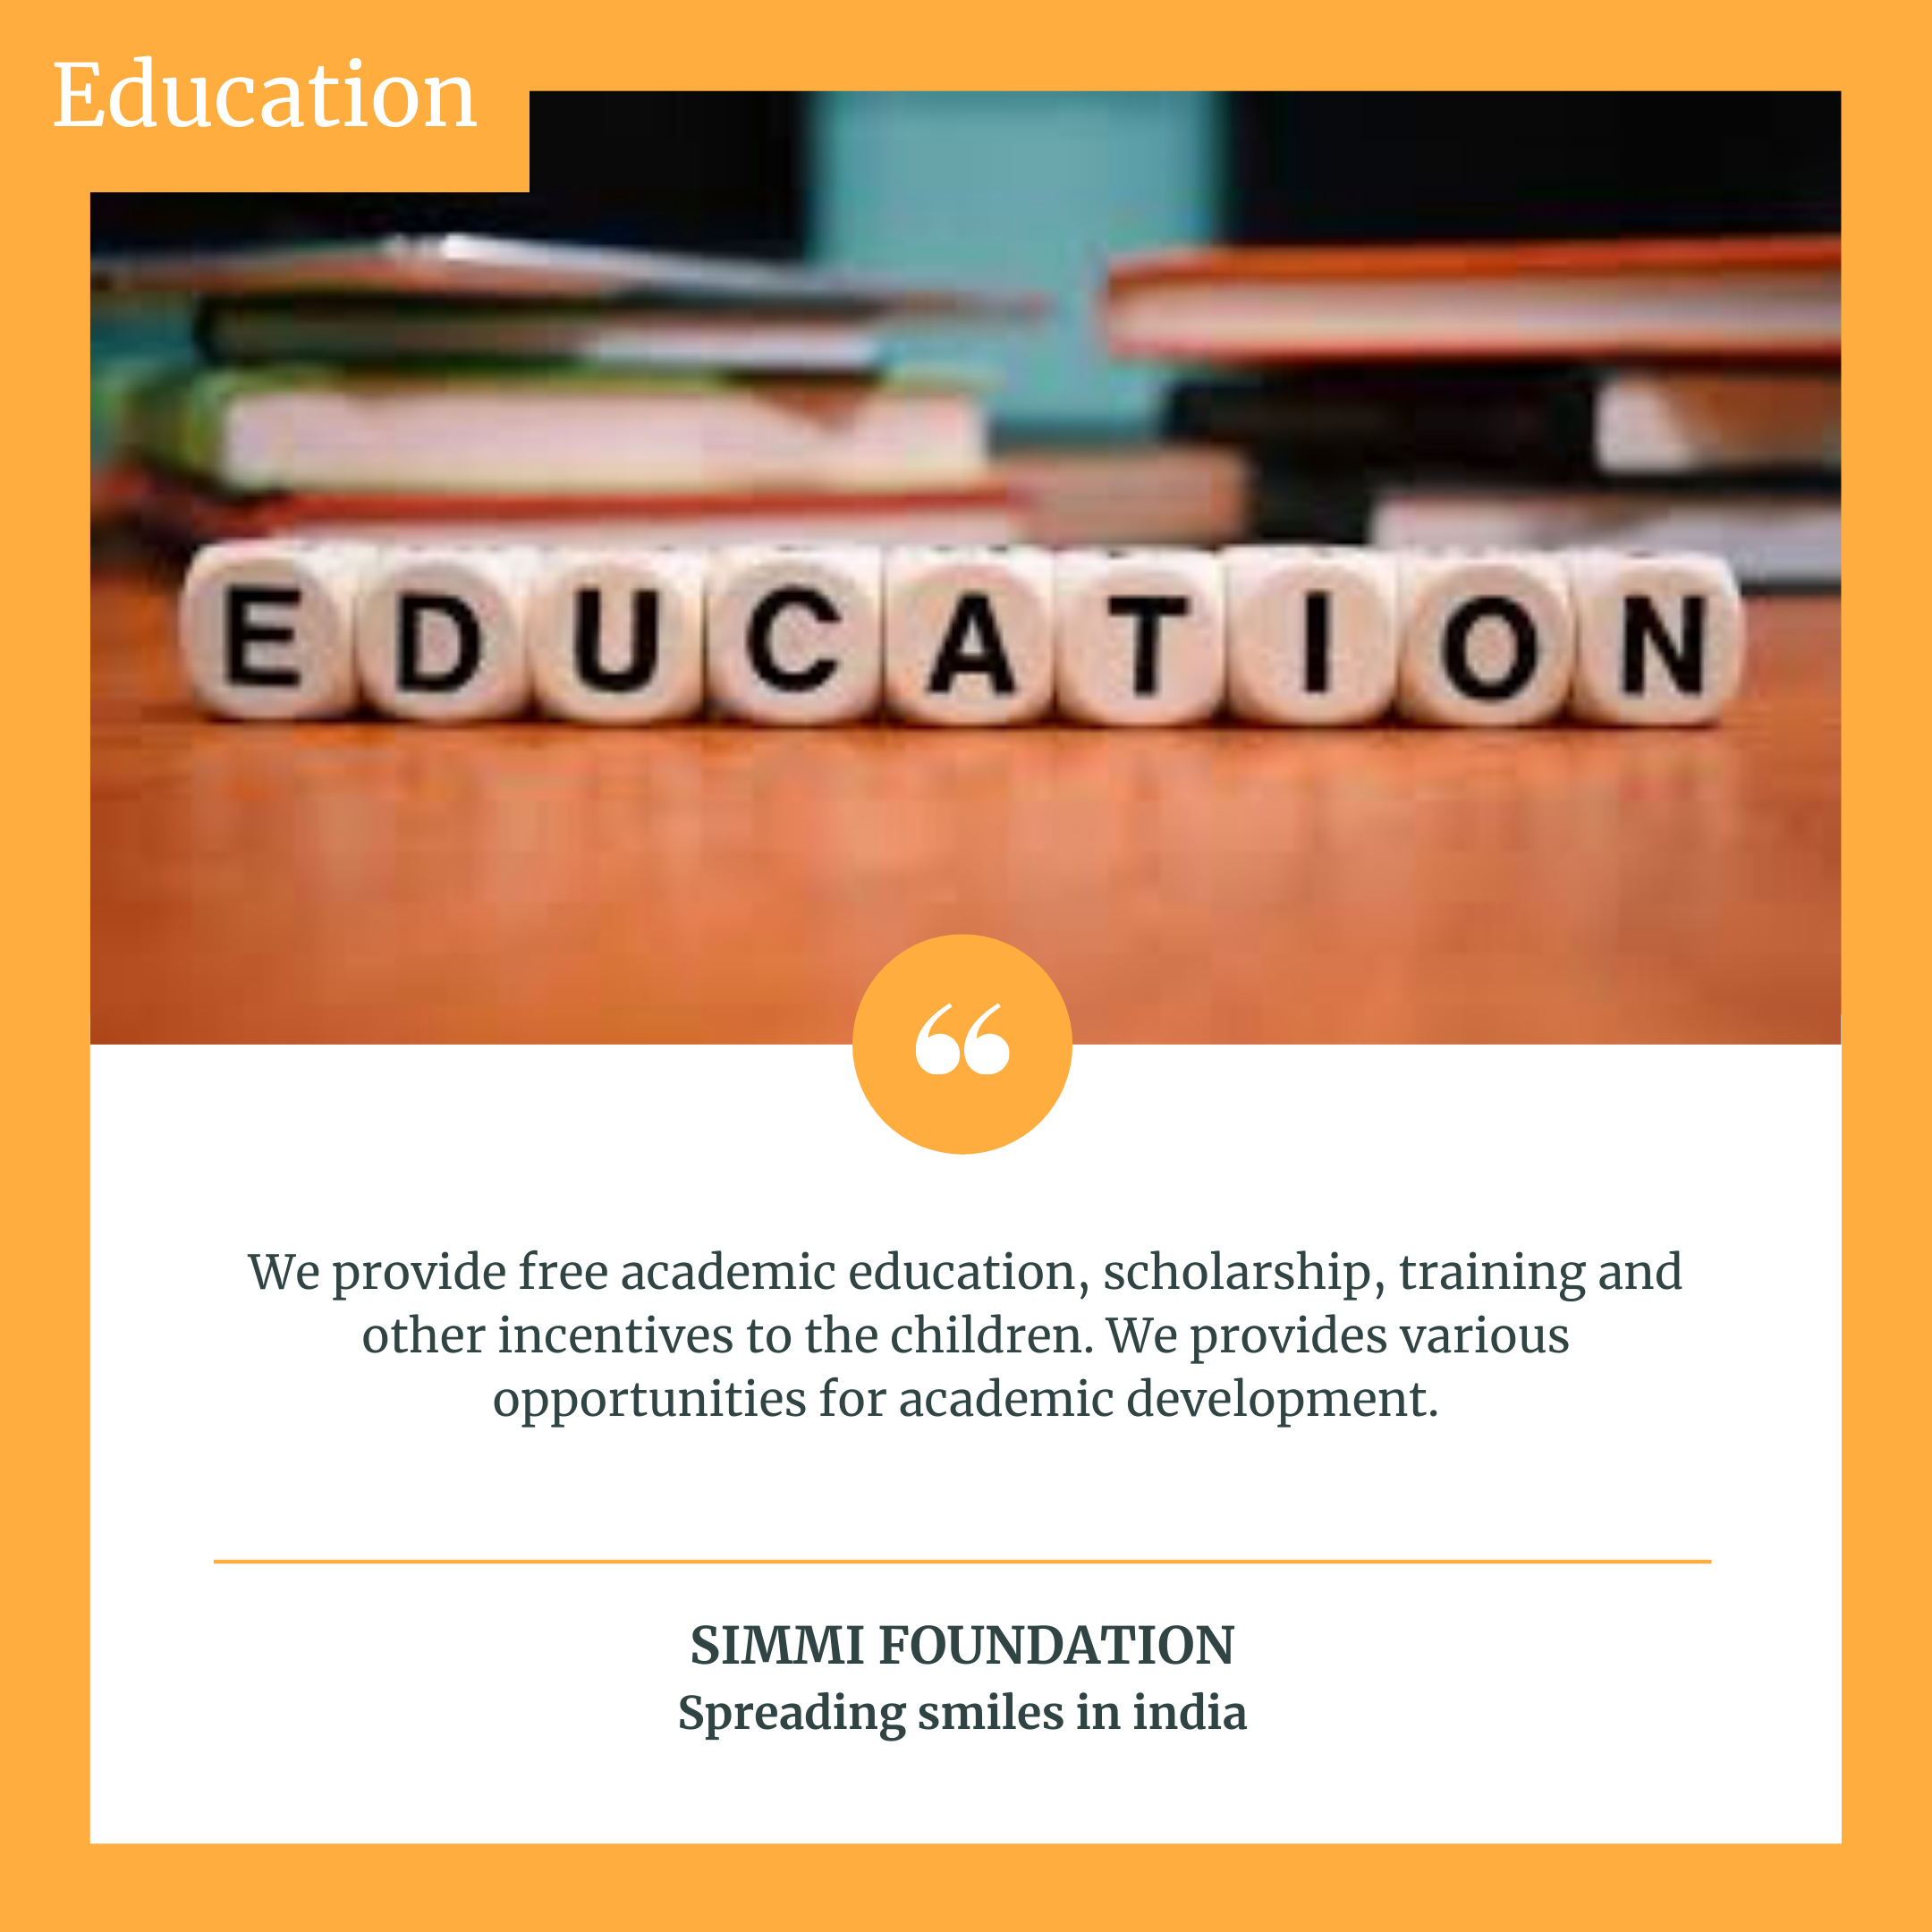 Education
EDUCATION
“
We provide free academic education, scholarship, training and
other incentives to the children. We provides various
opportunities for academic development.
SIMMI FOUNDATION
Spreading smiles in india